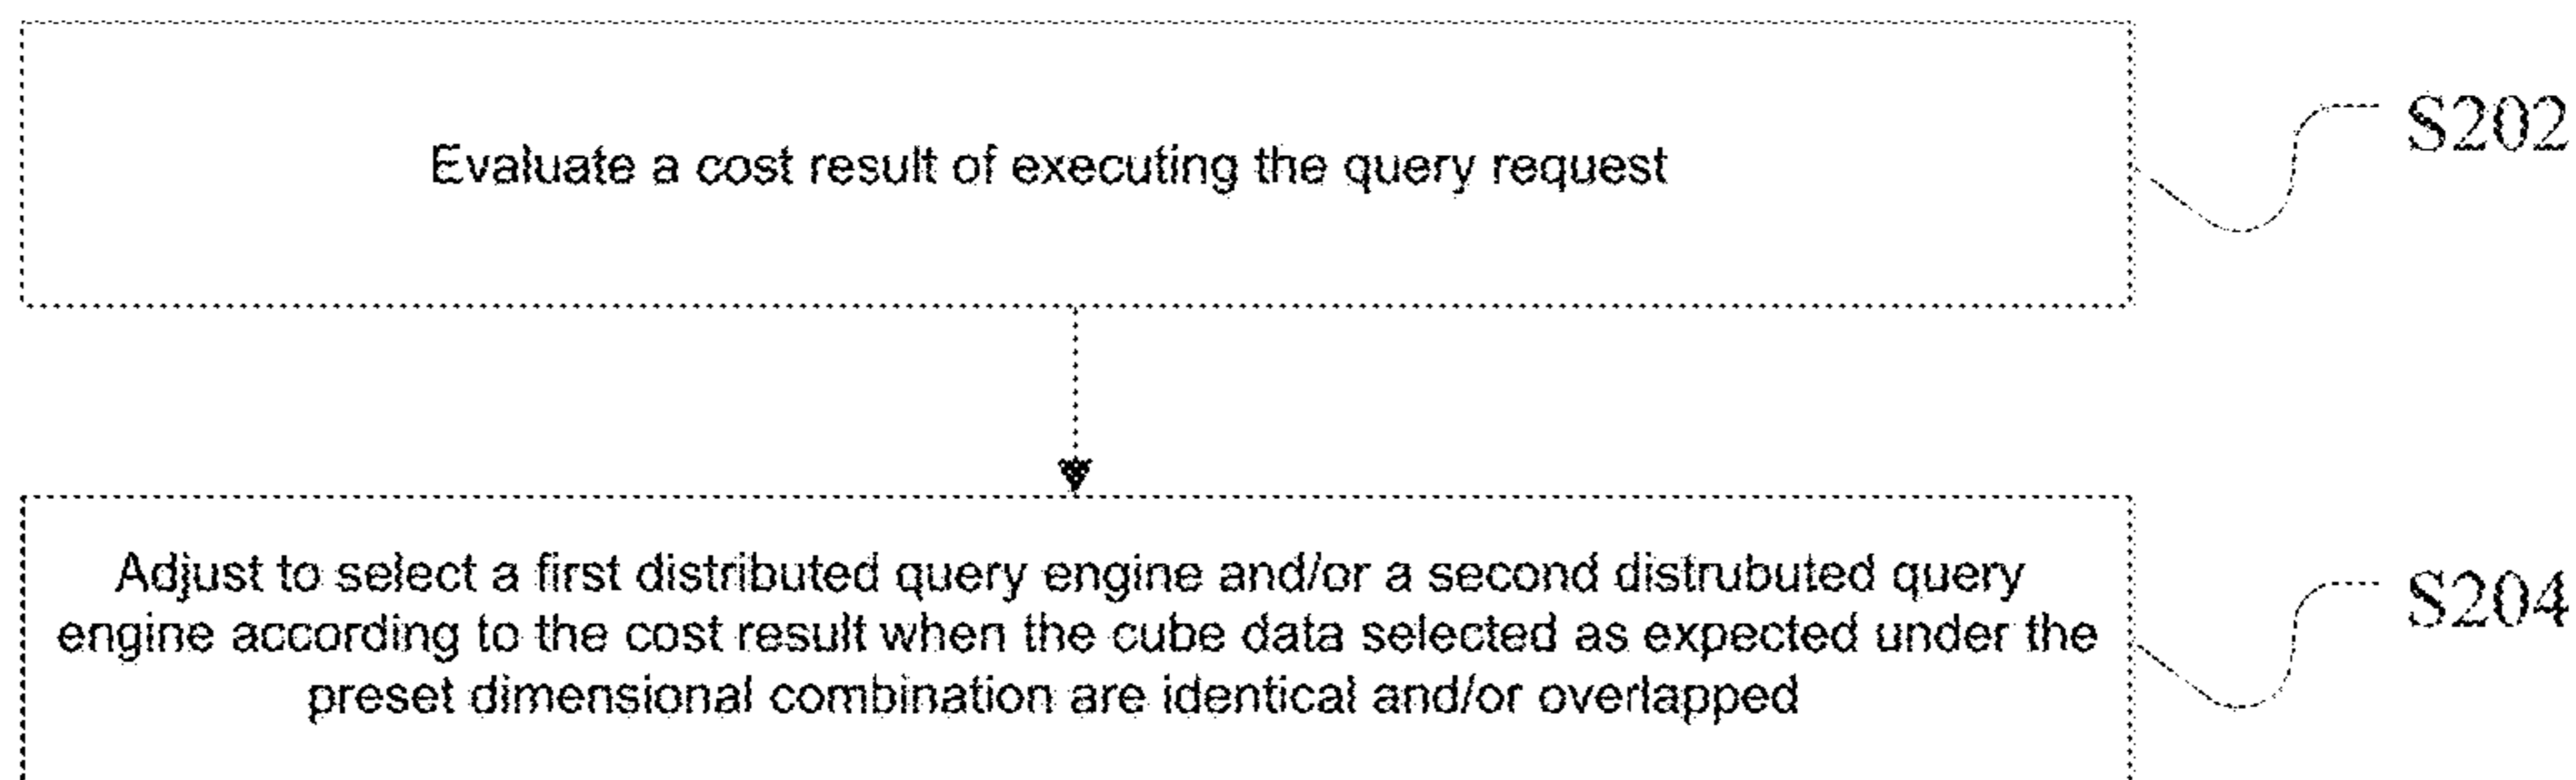 Evaluate a cost result of executing the query request
S202
Adjust to select a first distributed query engine and/or a second distrubuted query
engine according to the cost result when the cube data selected as expected under the
preset dimensional combination are identical and/or overlapped
S204